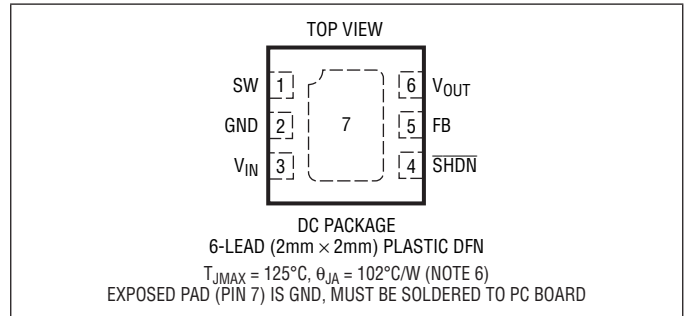 TOP VIEW
SW 1 6 VOUT
GND 2 7 5 FB
VIN 3 4 SHDN
DC PACKAGE
6-LEAD (2mm × 2mm) PLASTIC DFN
TJMAX = 125°C, θJA = 102°C/W (NOTE 6)
EXPOSED PAD (PIN 7) IS GND, MUST BE SOLDERED TO PC BOARD